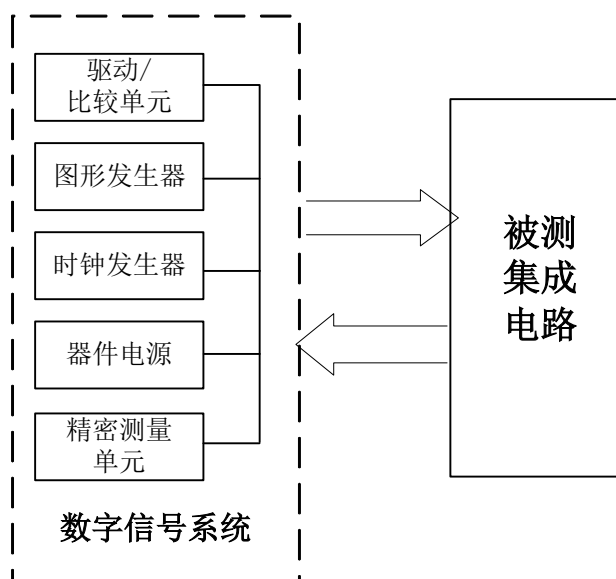 驱动/
比较单元
图形发生器
时钟发生器
器件电源
精密测量
单元
数字信号系统
被测
集成
电路